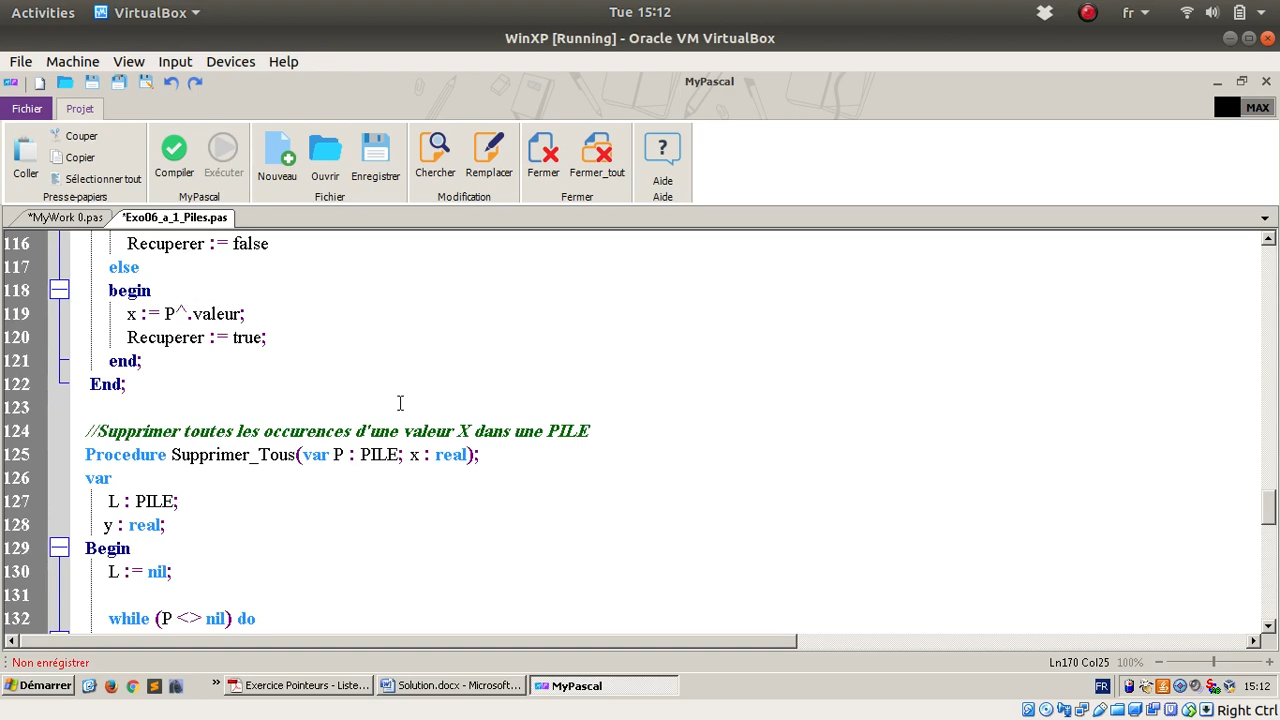 Activities VirtualBox Tue 15:12 fr
WinXP [Running] - Oracle VM VirtualBox
File Machine View Input Devices Help
MyPascal
Fichier Projet MAX
Coller Couper Copier Sélectionner tout
Compiler Exécuter Nouveau Ouvrir Enregistrer Chercher Remplacer Fermer Fermer_tout Aide
Presse-papiers MyPascal Fichier Modification Fermer Aide
*MyWork 0.pas *Exo06_a_1_Piles.pas
116 Recuperer := false
117 else
118 begin
119 x := P^.valeur;
120 Recuperer := true;
121 end;
122 End;
123
124 //Supprimer toutes les occurences d'une valeur X dans une PILE
125 Procedure Supprimer_Tous(var P : PILE; x : real);
126 var
127 L : PILE;
128 y : real;
129 Begin
130 L := nil;
131
132 while (P <> nil) do
Non enrégistrer Ln170 Col25 100%
Démarrer » Exercice Pointeurs - Liste... Solution.docx - Microsoft... MyPascal FR 15:12
Right Ctrl